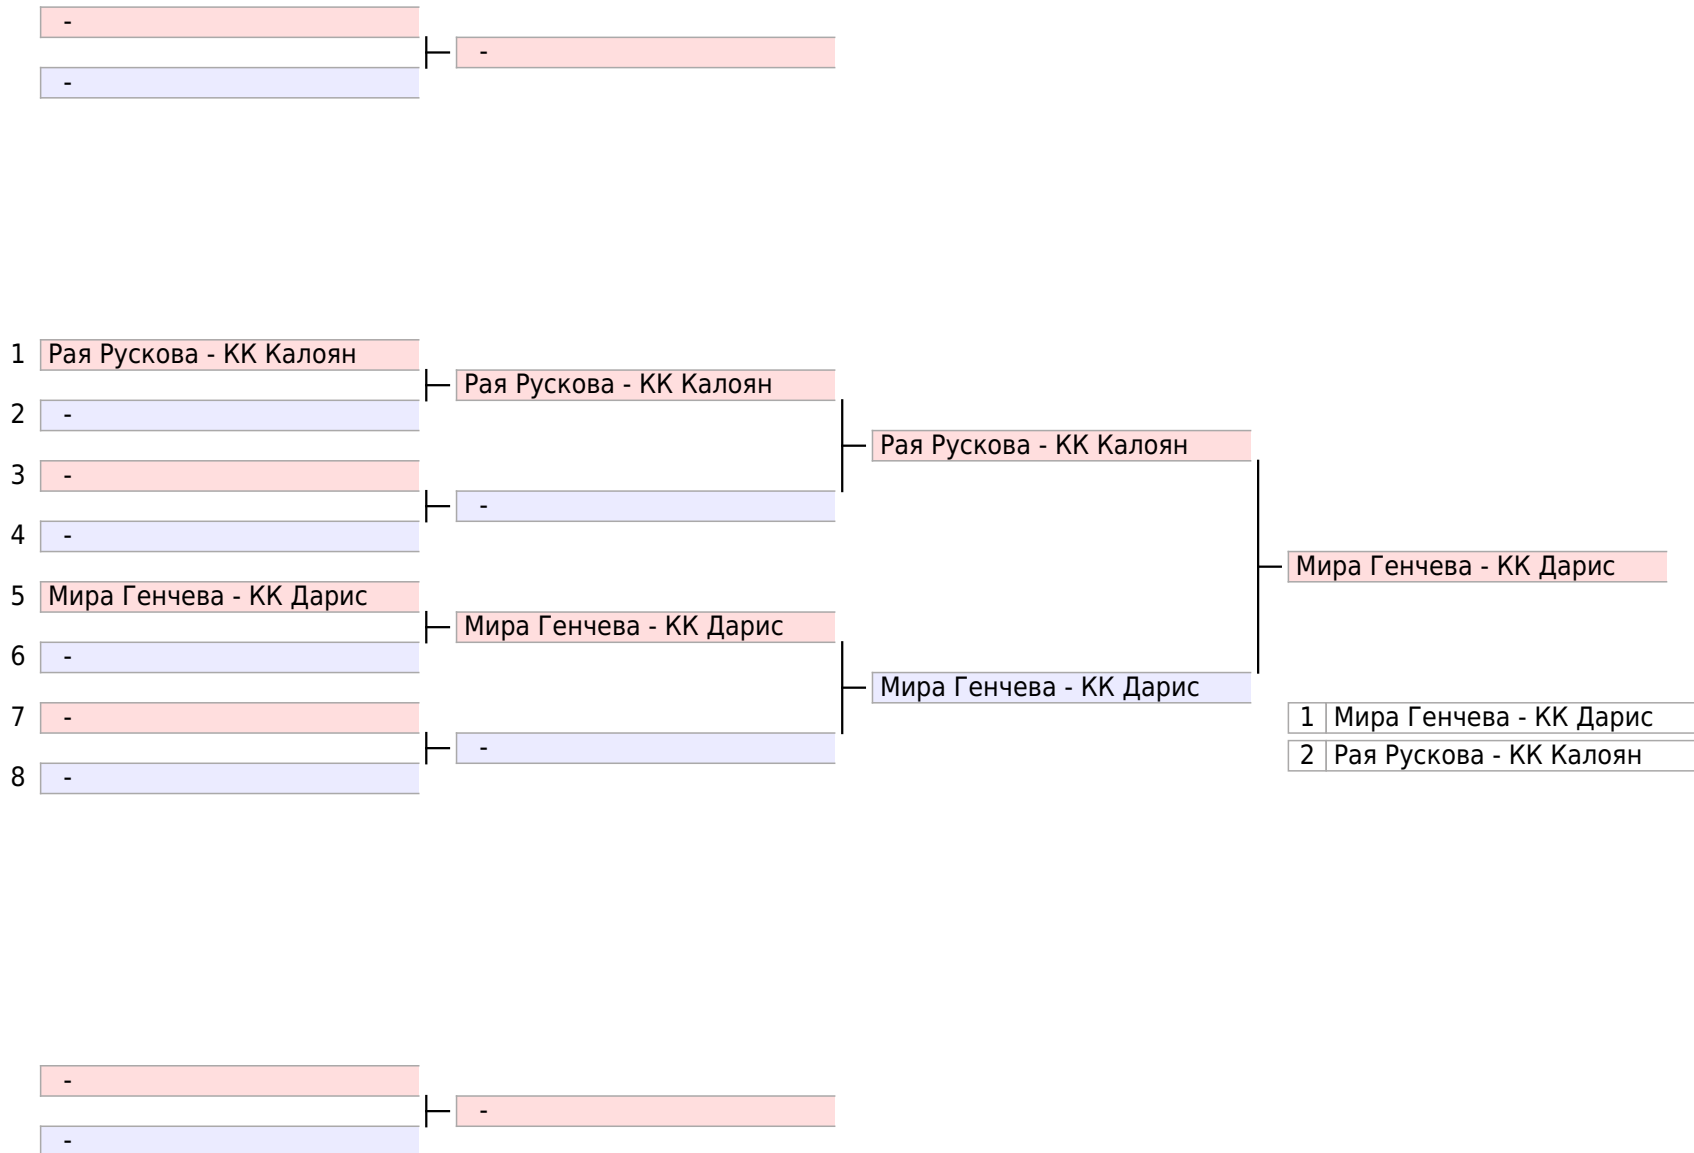 -
-
-
1 Рая Рускова - КК Калоян
Рая Рускова - КК Калоян
2 -
Рая Рускова - КК Калоян
3 -
-
4 -
Мира Генчева - КК Дарис
5 Мира Генчева - КК Дарис
Мира Генчева - КК Дарис
6 -
Мира Генчева - КК Дарис
7 -
1 Мира Генчева - КК Дарис
-
2 Рая Рускова - КК Калоян
8 -
-
-
-